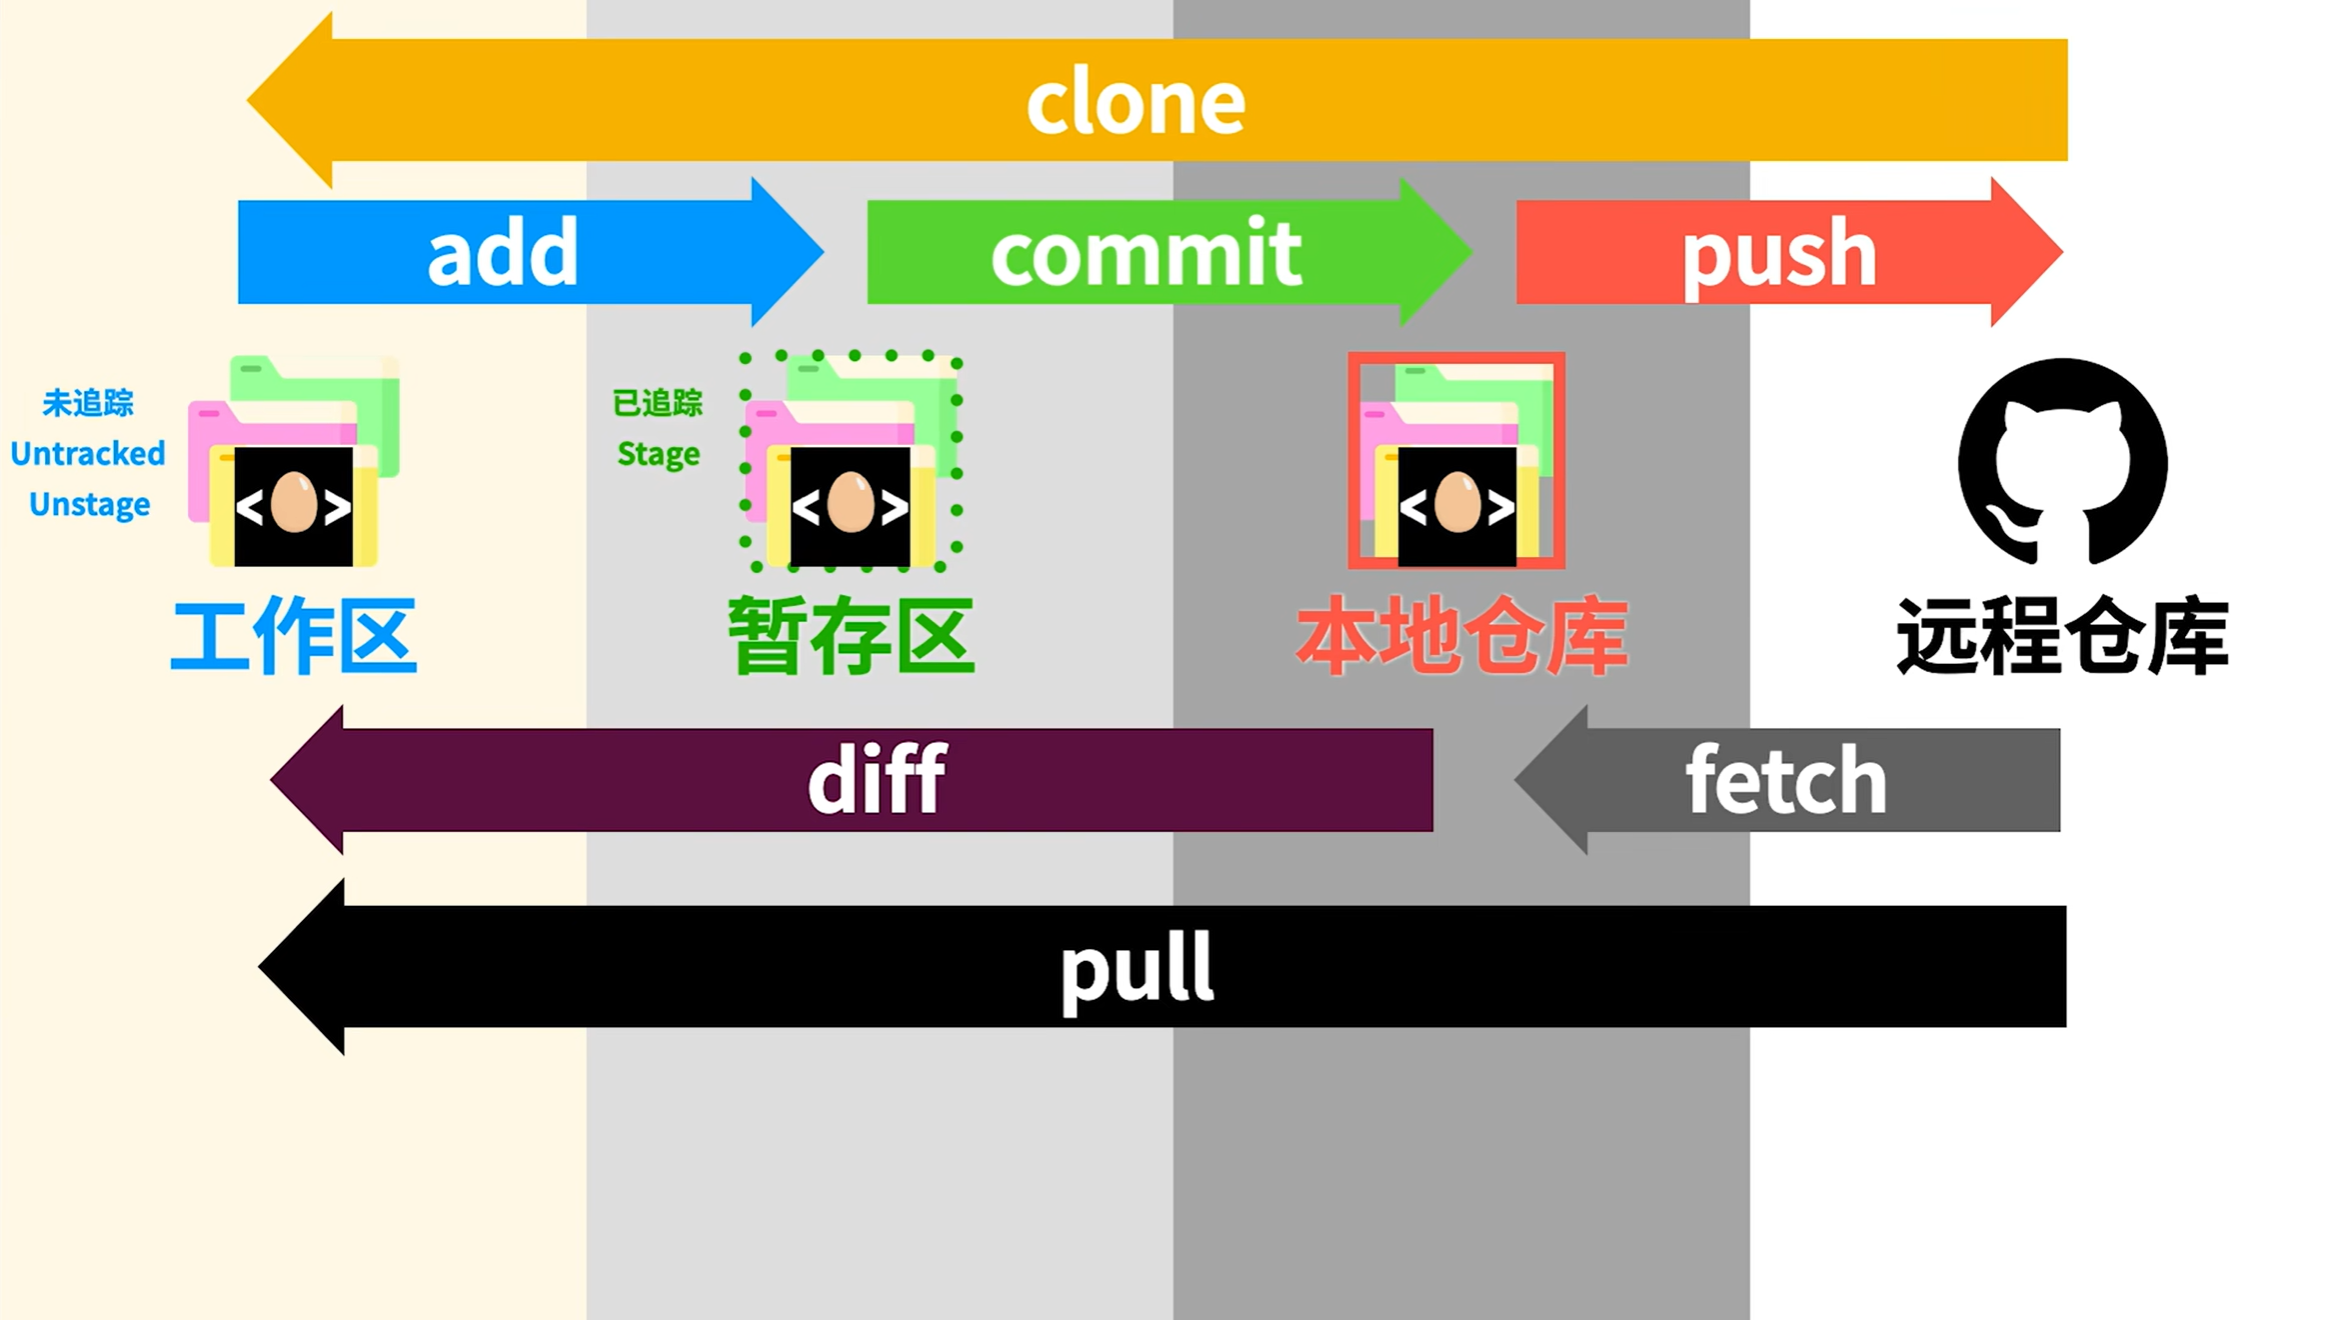 clone
add
commit
push
未追踪
Untracked
Unstage
< >
已追踪
Stage
< >
< >
工作区
暂存区
本地仓库
远程仓库
diff
fetch
pull